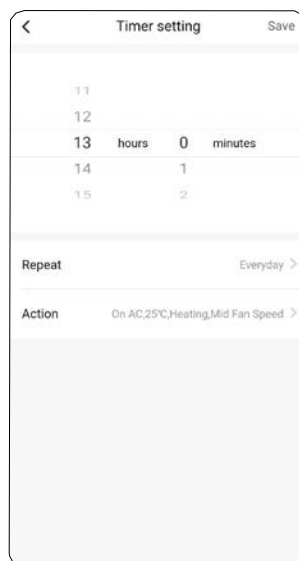 Timer setting Save
11
12
13 hours 0 minutes
14 1
15 2
Repeat Everyday
Action On AC,25℃,Heating,Mid Fan Speed